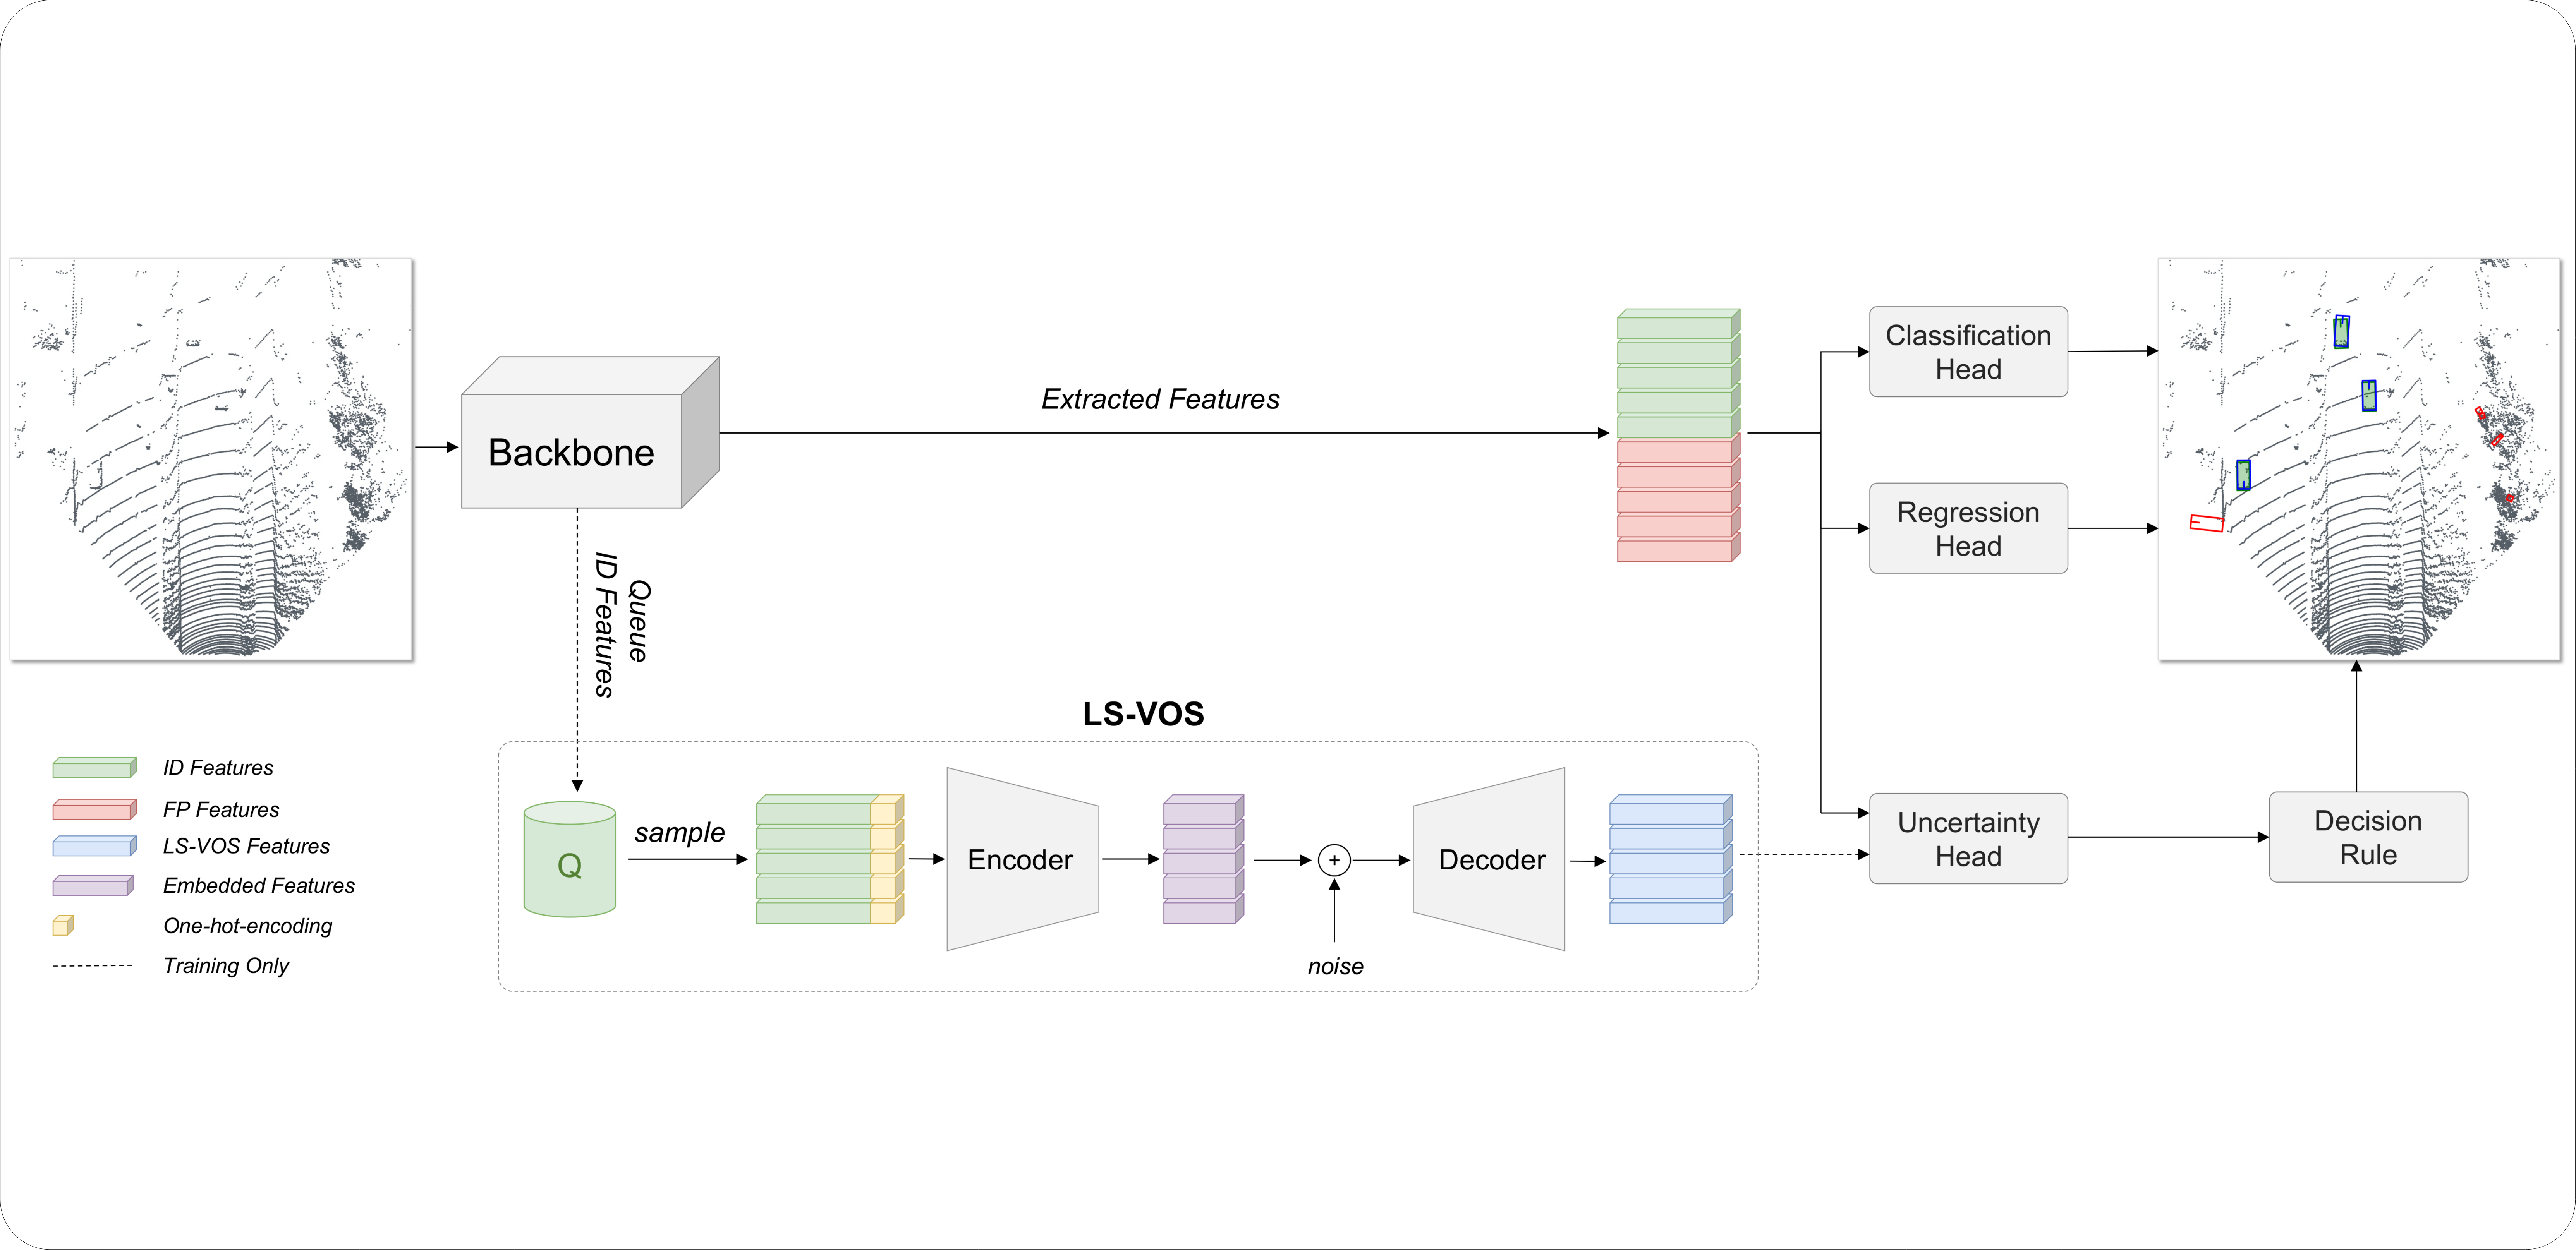 Backbone
Extracted Features
Classification
Head
Regression
Head
Queue
ID Features
LS-VOS
ID Features
FP Features
LS-VOS Features
Embedded Features
One-hot-encoding
Training Only
Q
sample
Encoder
+
noise
Decoder
Uncertainty
Head
Decision
Rule